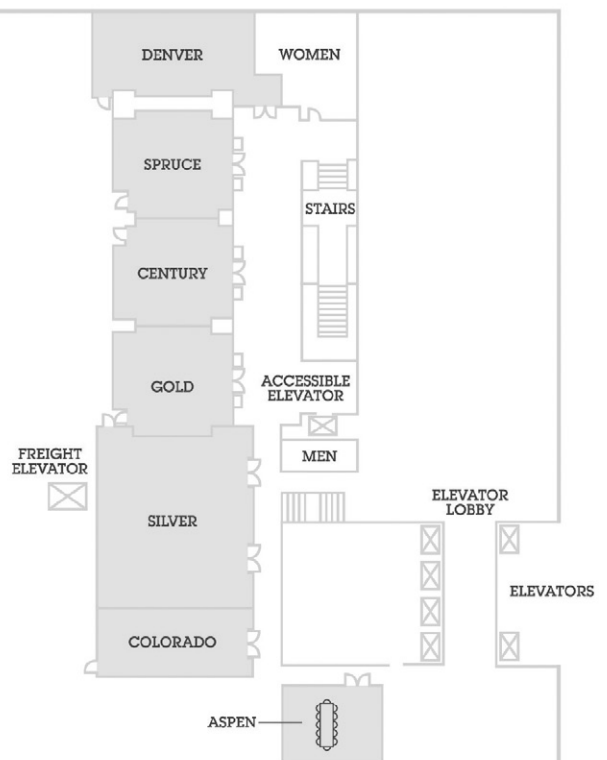 DENVER
WOMEN
SPRUCE
STAIRS
CENTURY
GOLD
ACCESSIBLE
ELEVATOR
MEN
FREIGHT
ELEVATOR
SILVER
ELEVATOR
LOBBY
ELEVATORS
COLORADO
ASPEN